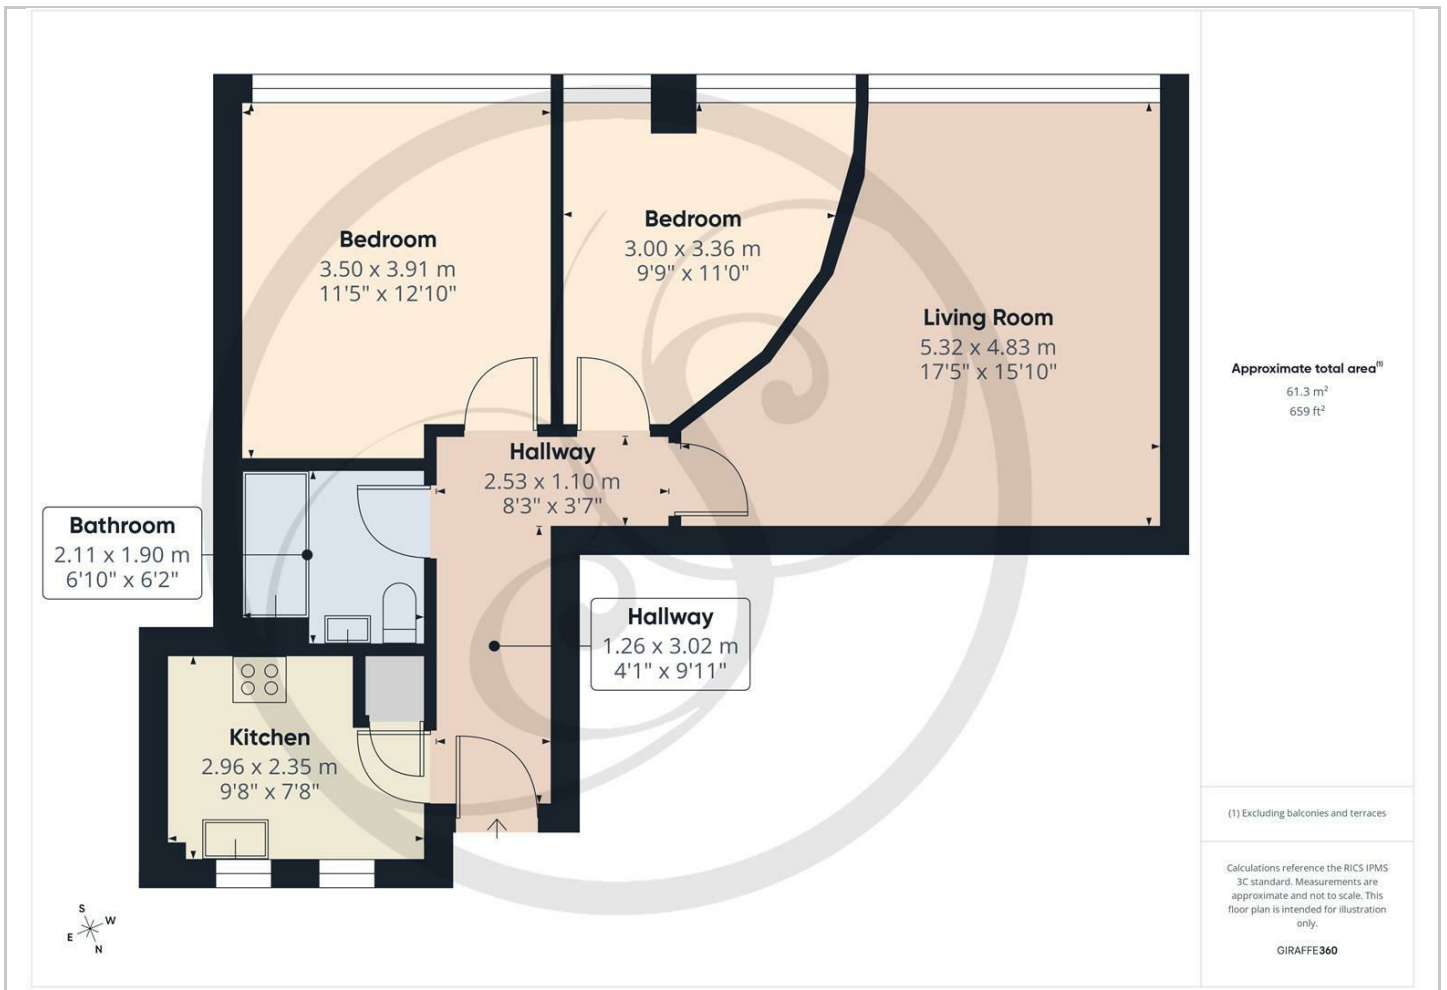 Bedroom
3.50 x 3.91 m
11'5" x 12'10"
Bedroom
3.00 x 3.36 m
9'9" x 11'0"
Living Room
5.32 x 4.83 m
17'5" x 15'10"
Hallway
2.53 x 1.10 m
8'3" x 3'7"
Bathroom
2.11 x 1.90 m
6'10" x 6'2"
Hallway
1.26 x 3.02 m
4'1" x 9'11"
Kitchen
2.96 x 2.35 m
9'8" x 7'8"
S
W
E
N
Approximate total area⁽¹⁾
61.3 m²
659 ft²
(1) Excluding balconies and terraces
Calculations reference the RICS IPMS
3C standard. Measurements are
approximate and not to scale. This
floor plan is intended for illustration
only.
GIRAFFE360